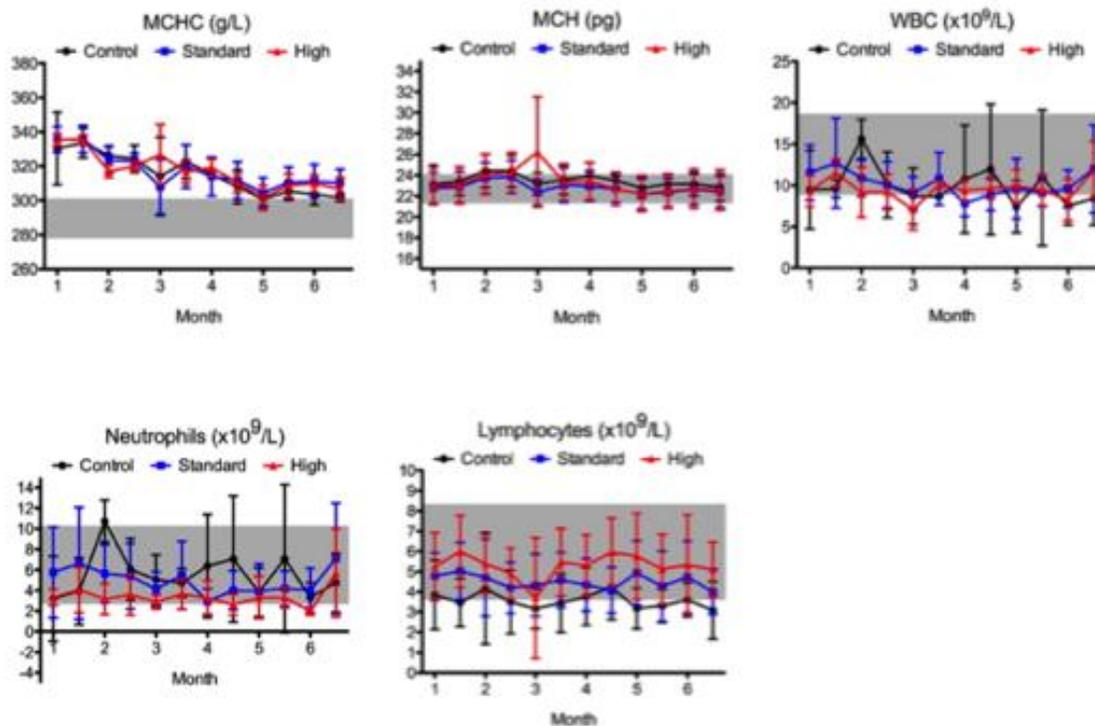 MCHC (g/L)
Control Standard High
380
360
340
320
300
280
260
1 2 3 4 5 6
Month
MCH (pg)
Control Standard High
34
32
30
28
26
24
22
20
18
16
1 2 3 4 5 6
Month
WBC (x10⁹/L)
Control Standard High
25
20
15
10
5
0
1 2 3 4 5 6
Month
Neutrophils (x10⁹/L)
Control Standard High
14
12
10
8
6
4
2
0
-2
-4
1 2 3 4 5 6
Month
Lymphocytes (x10⁹/L)
Control Standard High
10
9
8
7
6
5
4
3
2
1
0
1 2 3 4 5 6
Month